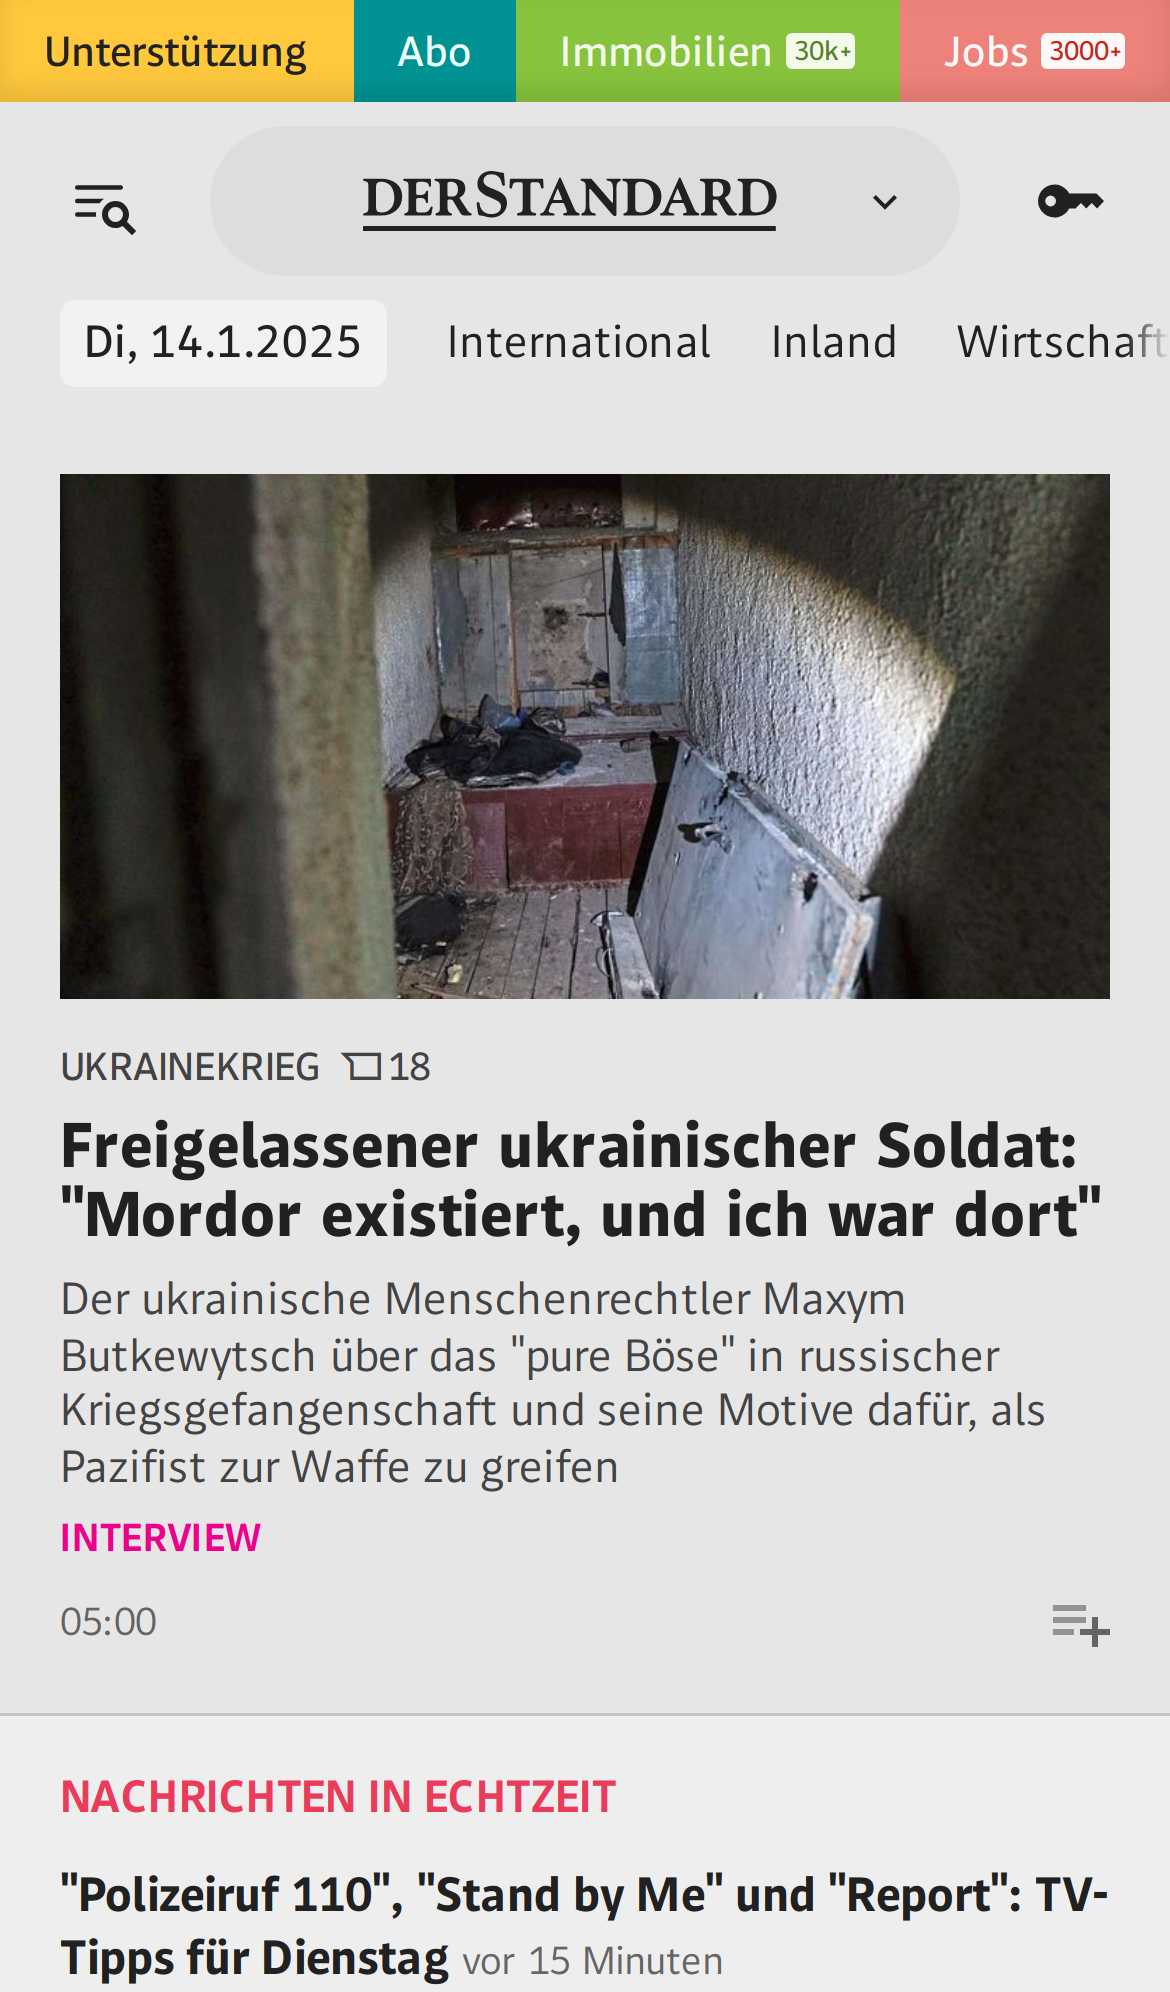 Unterstützung
Abo
Immobilien 30k+
Jobs 3000+
DERSTANDARD
Di, 14.1.2025
International
Inland
Wirtschaft
UKRAINEKRIEG 18
Freigelassener ukrainischer Soldat:
"Mordor existiert, und ich war dort"
Der ukrainische Menschenrechtler Maxym
Butkewytsch über das "pure Böse" in russischer
Kriegsgefangenschaft und seine Motive dafür, als
Pazifist zur Waffe zu greifen
INTERVIEW
05:00
NACHRICHTEN IN ECHTZEIT
"Polizeiruf 110", "Stand by Me" und "Report": TV-
Tipps für Dienstag vor 15 Minuten